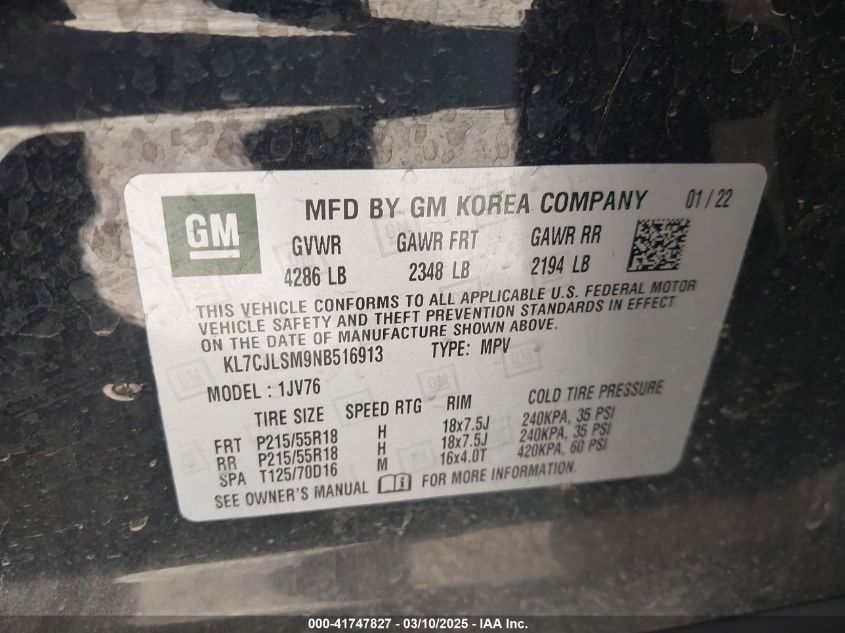 GM
MFD BY GM KOREA COMPANY 01 / 22
GVWR GAWR FRT GAWR RR
4286 LB 2348 LB 2194 LB
THIS VEHICLE CONFORMS TO ALL APPLICABLE U.S. FEDERAL MOTOR
VEHICLE SAFETY AND THEFT PREVENTION STANDARDS IN EFFECT
ON THE DATE OF MANUFACTURE SHOWN ABOVE.
KL7CJLSM9NB516913 TYPE: MPV
MODEL : 1JV76
TIRE SIZE SPEED RTG RIM COLD TIRE PRESSURE
FRT P215/55R18 H 18x7.5J 240KPA, 35 PSI
RR P215/55R18 H 18x7.5J 240KPA, 35 PSI
SPA T125/70D16 M 16x4.0T 420KPA, 60 PSI
SEE OWNER'S MANUAL FOR MORE INFORMATION.
000-41747827 — 03/10/2025 — IAA Inc.